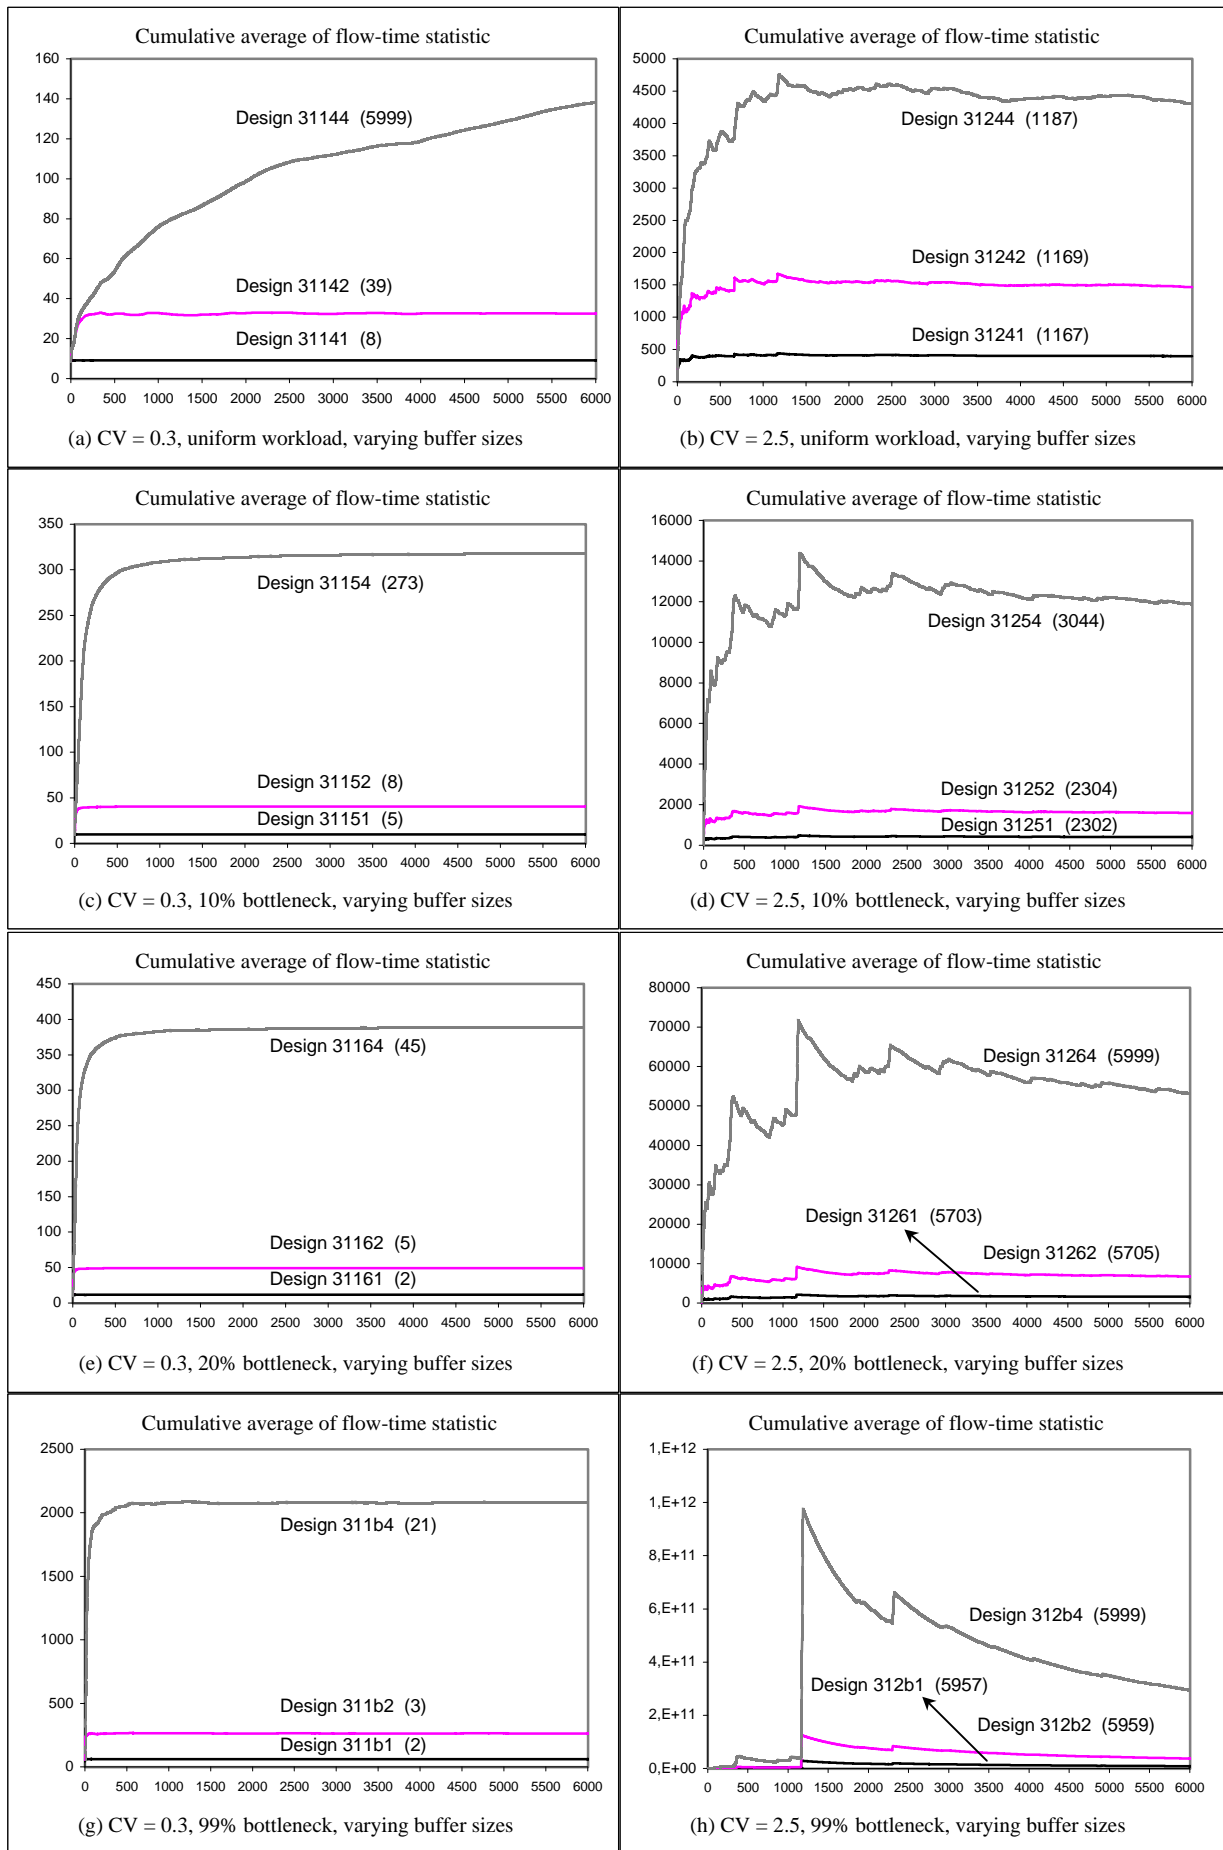 Cumulative average of flow-time statistic
160
140
120
100
80
60
40
20
0
Design 31144 (5999)
Design 31142 (39)
Design 31141 (8)
0 500 1000 1500 2000 2500 3000 3500 4000 4500 5000 5500 6000
(a) CV = 0.3, uniform workload, varying buffer sizes
Cumulative average of flow-time statistic
5000
4500
4000
3500
3000
2500
2000
1500
1000
500
0
Design 31244 (1187)
Design 31242 (1169)
Design 31241 (1167)
0 500 1000 1500 2000 2500 3000 3500 4000 4500 5000 5500 6000
(b) CV = 2.5, uniform workload, varying buffer sizes
Cumulative average of flow-time statistic
350
300
250
200
150
100
50
0
Design 31154 (273)
Design 31152 (8)
Design 31151 (5)
0 500 1000 1500 2000 2500 3000 3500 4000 4500 5000 5500 6000
(c) CV = 0.3, 10% bottleneck, varying buffer sizes
Cumulative average of flow-time statistic
16000
14000
12000
10000
8000
6000
4000
2000
0
Design 31254 (3044)
Design 31252 (2304)
Design 31251 (2302)
0 500 1000 1500 2000 2500 3000 3500 4000 4500 5000 5500 6000
(d) CV = 2.5, 10% bottleneck, varying buffer sizes
Cumulative average of flow-time statistic
450
400
350
300
250
200
150
100
50
0
Design 31164 (45)
Design 31162 (5)
Design 31161 (2)
0 500 1000 1500 2000 2500 3000 3500 4000 4500 5000 5500 6000
(e) CV = 0.3, 20% bottleneck, varying buffer sizes
Cumulative average of flow-time statistic
80000
70000
60000
50000
40000
30000
20000
10000
0
Design 31264 (5999)
Design 31261 (5703)
Design 31262 (5705)
0 500 1000 1500 2000 2500 3000 3500 4000 4500 5000 5500 6000
(f) CV = 2.5, 20% bottleneck, varying buffer sizes
Cumulative average of flow-time statistic
2500
2000
1500
1000
500
0
Design 311b4 (21)
Design 311b2 (3)
Design 311b1 (2)
0 500 1000 1500 2000 2500 3000 3500 4000 4500 5000 5500 6000
(g) CV = 0.3, 99% bottleneck, varying buffer sizes
Cumulative average of flow-time statistic
1,E+12
1,E+12
8,E+11
6,E+11
4,E+11
2,E+11
0,E+00
Design 312b4 (5999)
Design 312b1 (5957)
Design 312b2 (5959)
0 500 1000 1500 2000 2500 3000 3500 4000 4500 5000 5500 6000
(h) CV = 2.5, 99% bottleneck, varying buffer sizes